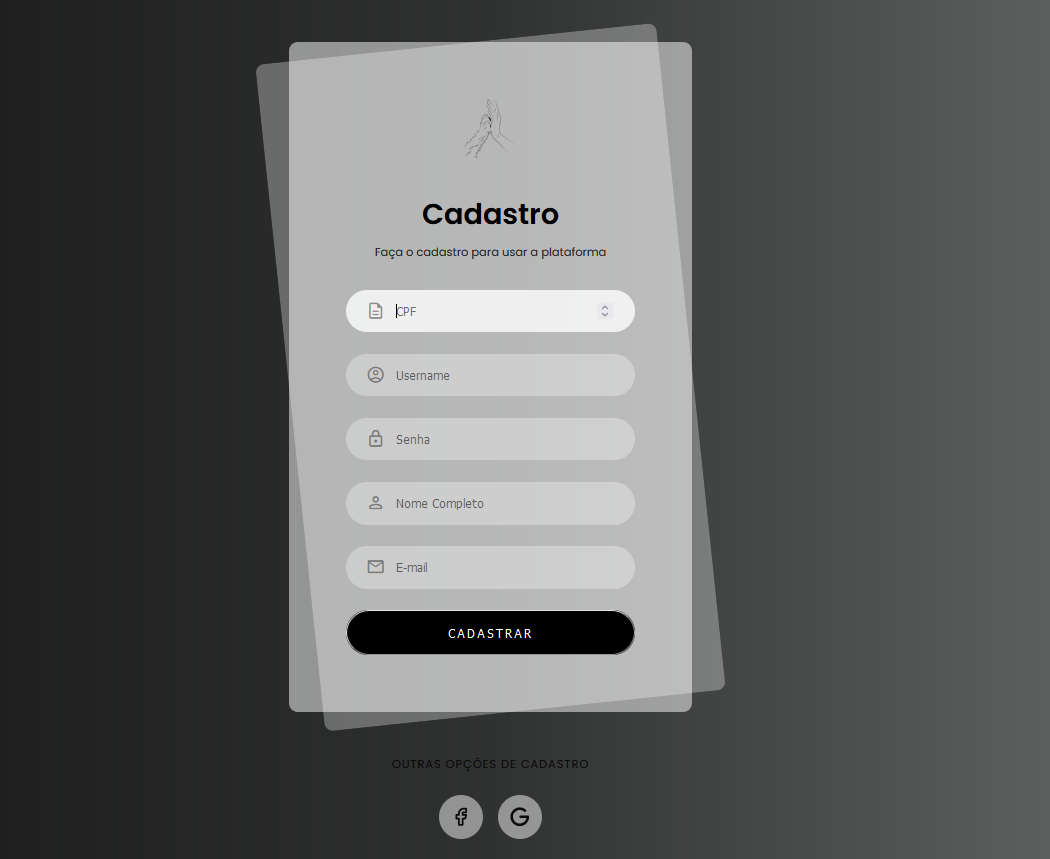 Cadastro
Faça o cadastro para usar a plataforma
CPF
Username
Senha
Nome Completo
E-mail
CADASTRAR
OUTRAS OPÇÕES DE CADASTRO